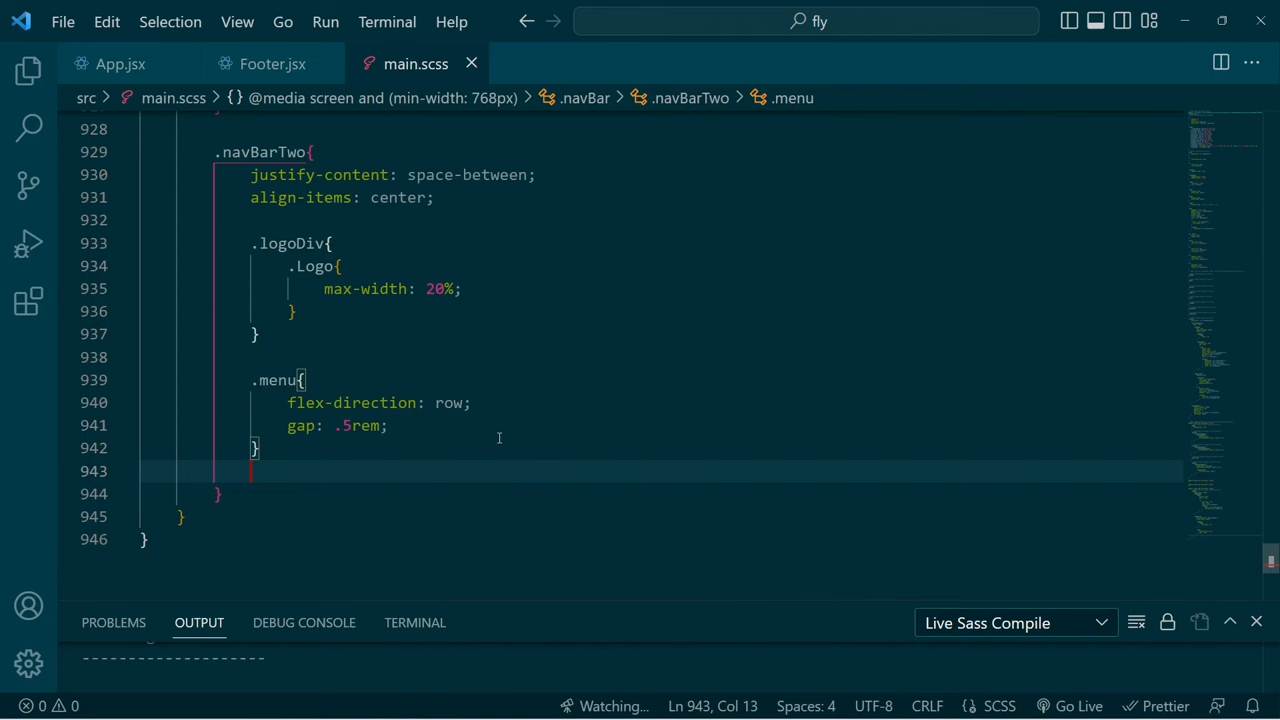 File Edit Selection View Go Run Terminal Help fly
App.jsx Footer.jsx main.scss
src > main.scss > {} @media screen and (min-width: 768px) > .navBar > .navBarTwo > .menu
928
929 .navBarTwo{
930 justify-content: space-between;
931 align-items: center;
932
933 .logoDiv{
934 .Logo{
935 max-width: 20%;
936 }
937 }
938
939 .menu{
940 flex-direction: row;
941 gap: .5rem;
942 }
943
944 }
945 }
946 }
PROBLEMS OUTPUT DEBUG CONSOLE TERMINAL Live Sass Compile
--------------------
0 0 Watching... Ln 943, Col 13 Spaces: 4 UTF-8 CRLF SCSS Go Live Prettier